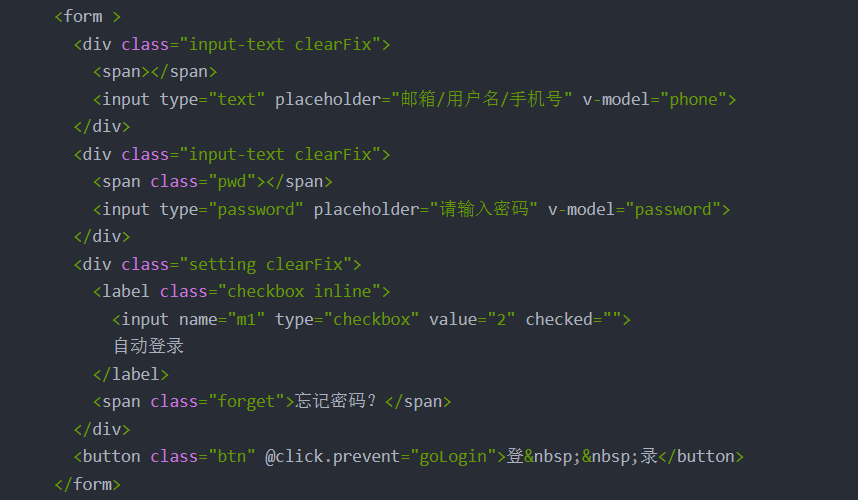 <form >
<div class="input-text clearFix">
<span></span>
<input type="text" placeholder="邮箱/用户名/手机号" v-model="phone">
</div>
<div class="input-text clearFix">
<span class="pwd"></span>
<input type="password" placeholder="请输入密码" v-model="password">
</div>
<div class="setting clearFix">
<label class="checkbox inline">
<input name="m1" type="checkbox" value="2" checked="">
自动登录
</label>
<span class="forget">忘记密码？</span>
</div>
<button class="btn" @click.prevent="goLogin">登&nbsp;&nbsp;录</button>
</form>